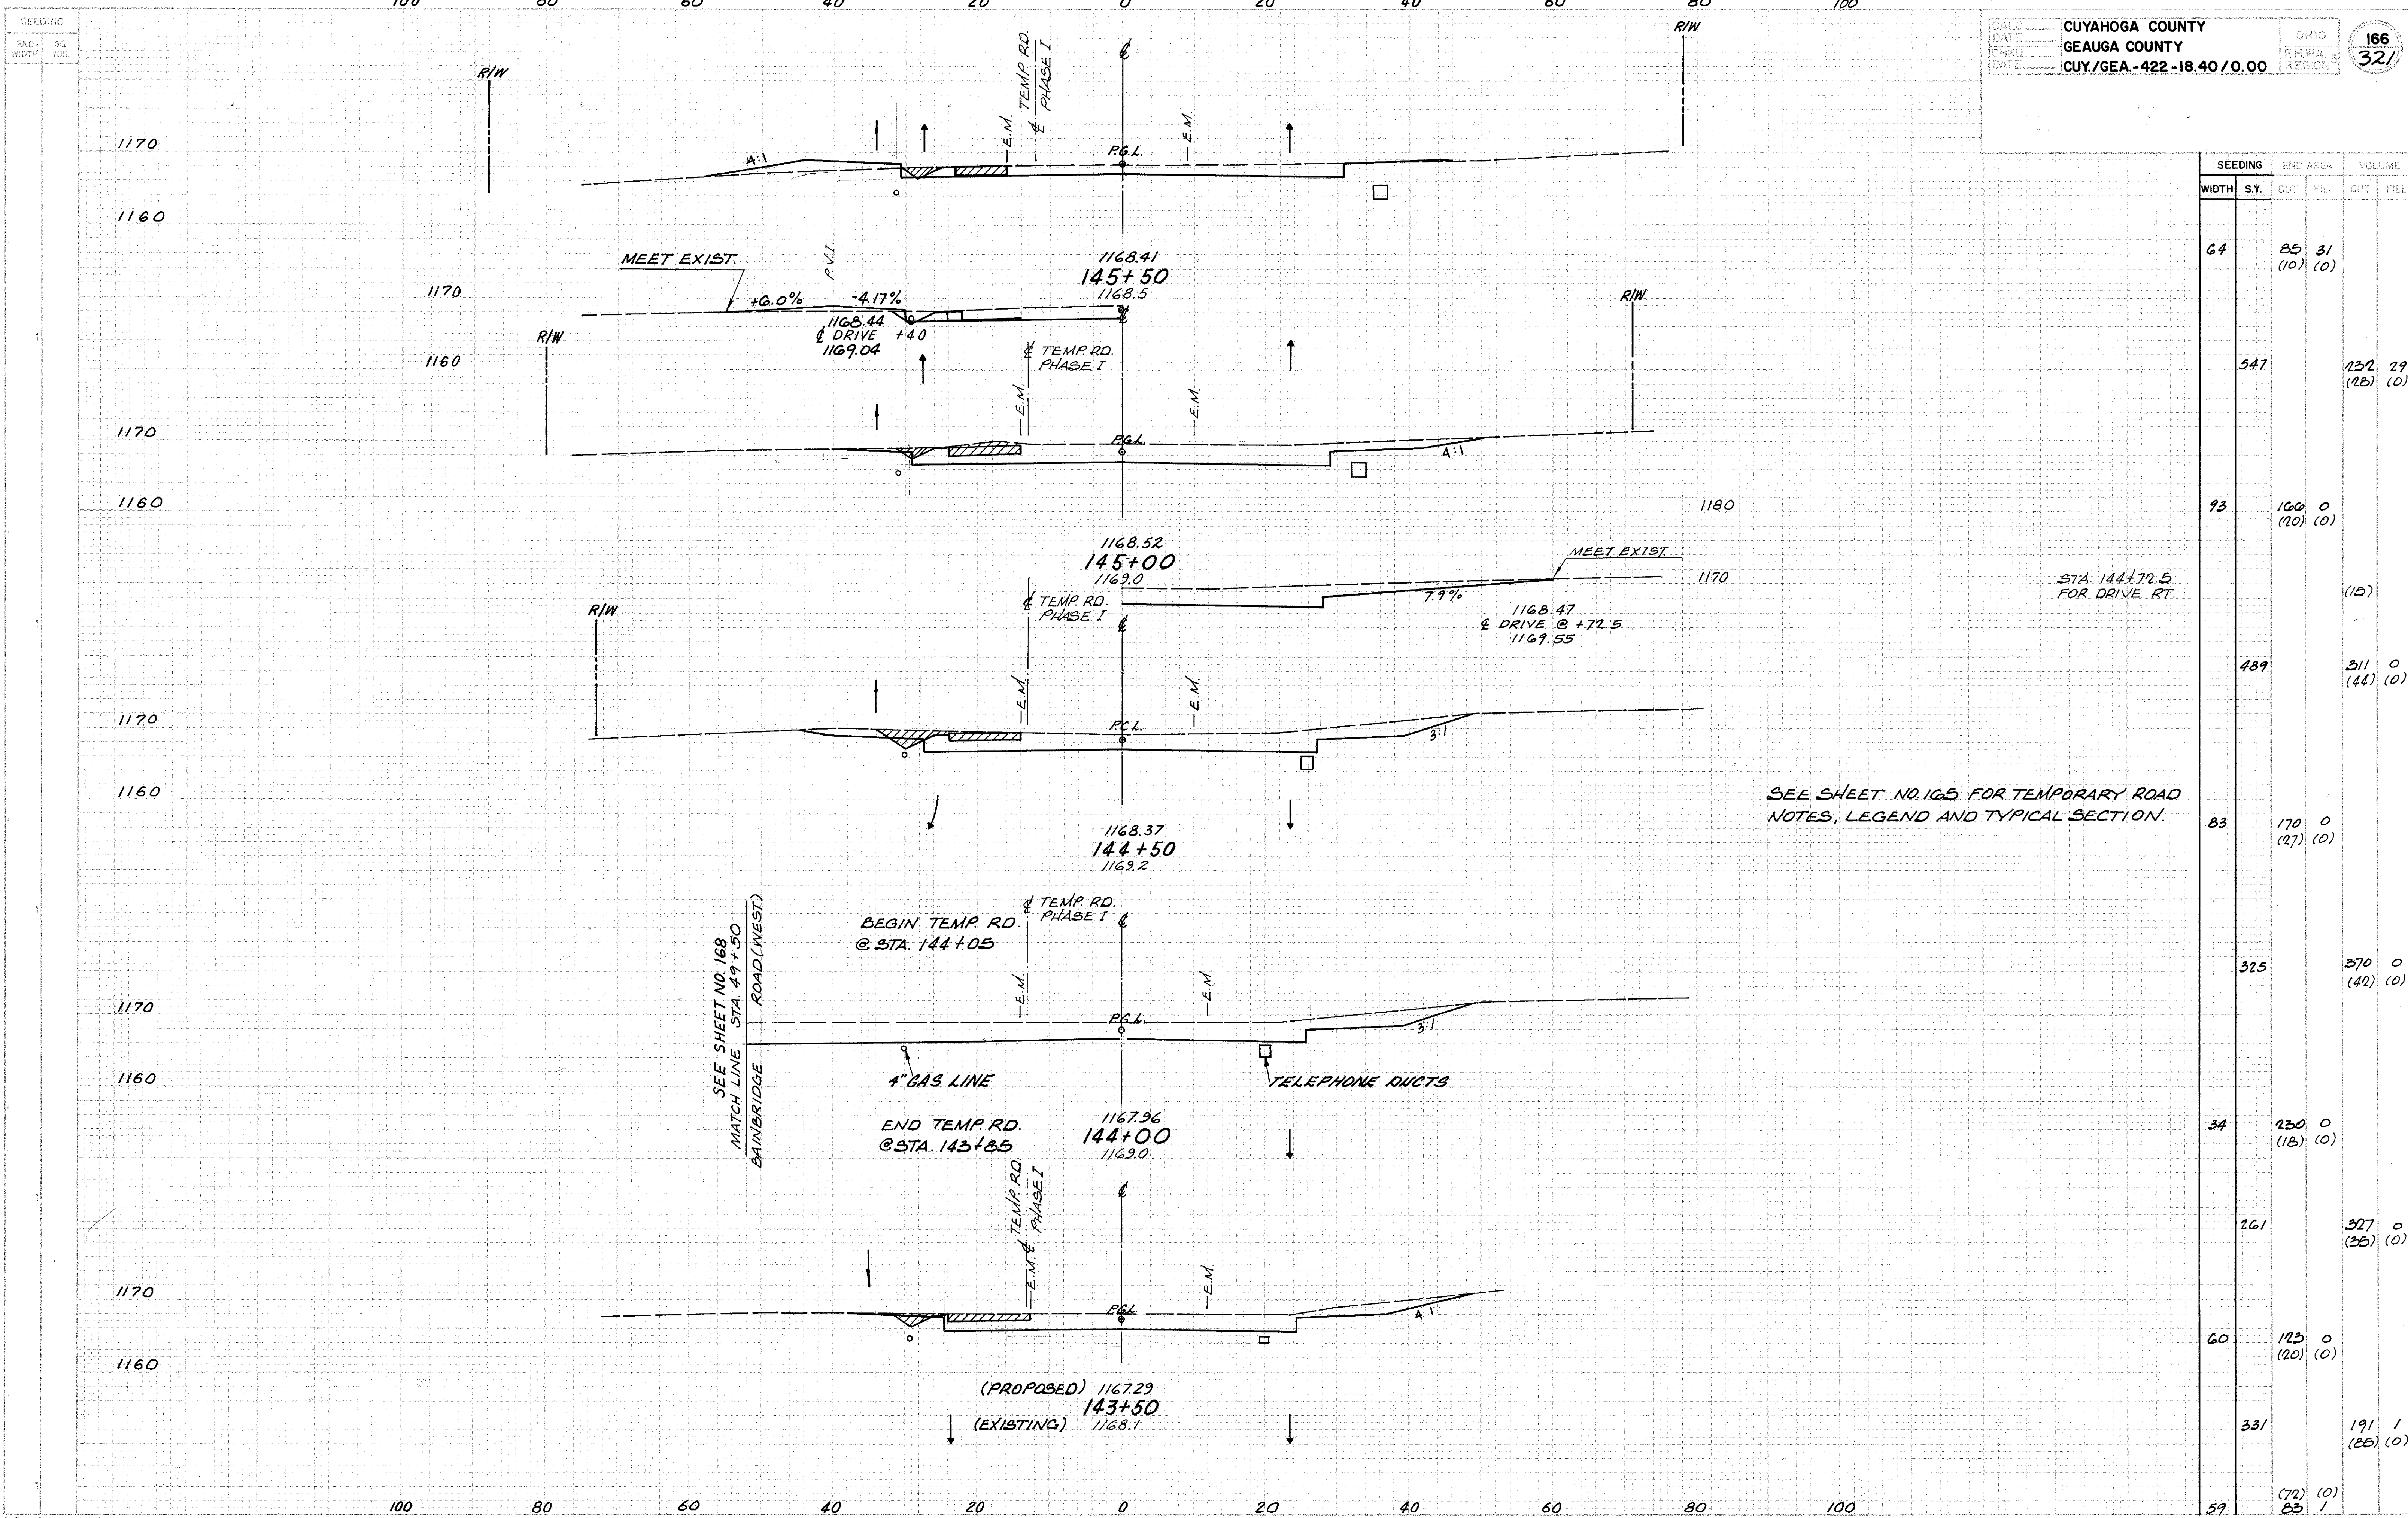 100 80 60 40 20 0 20 40 60 80 100
SEEDING
END WIDTH
SQ. YDS.
CALC.
DATE
CHKD.
DATE
CUYAHOGA COUNTY
GEAUGA COUNTY
CUY./GEA.-422-18.40/0.00
OHIO
F.H.W.A. 5
REGION
166
321
SEEDING
END AREA
VOLUME
WIDTH S.Y. CUT FILL CUT FILL
R/W
R/W
℄ TEMP. RD.
PHASE I
℄
E.M.
E.M.
P.G.L.
4:1
1170
1160
1168.41
145+50
1168.5
64 85 31
(10) (0)
MEET EXIST.
P.V.I.
+6.0% -4.17%
1168.44
℄ DRIVE +40
1169.04
1170
1160
547 232 29
(28) (0)
R/W
R/W
℄ TEMP. RD.
PHASE I
E.M.
E.M.
P.G.L.
4:1
1170
1160
1168.52
145+00
1169.0
93 166 0
(20) (0)
1180
1170
MEET EXIST.
7.9%
1168.47
℄ DRIVE @ +72.5
1169.55
STA. 144+72.5
FOR DRIVE RT.
(15)
489 311 0
(44) (0)
R/W
℄ TEMP. RD.
PHASE I
℄
E.M.
E.M.
P.G.L.
3:1
1170
1160
1168.37
144+50
1169.2
SEE SHEET NO. 165 FOR TEMPORARY ROAD
NOTES, LEGEND AND TYPICAL SECTION.
83 170 0
(27) (0)
SEE SHEET NO. 168
MATCH LINE STA. 49+50
BAINBRIDGE ROAD (WEST)
BEGIN TEMP. RD.
@ STA. 144+05
℄ TEMP. RD.
PHASE I
℄
E.M.
E.M.
P.G.L.
3:1
325 370 0
(42) (0)
1170
1160
4" GAS LINE
TELEPHONE DUCTS
END TEMP. RD.
@ STA. 143+85
1167.96
144+00
1169.0
34 230 0
(18) (0)
℄ TEMP. RD.
PHASE I
℄
E.M.
E.M.
P.G.L.
4:1
261 327 0
(35) (0)
1170
1160
60 123 0
(20) (0)
(PROPOSED) 1167.29
143+50
(EXISTING) 1168.1
331 191 1
(85) (0)
(72) (0)
59 83 1
100 80 60 40 20 0 20 40 60 80 100